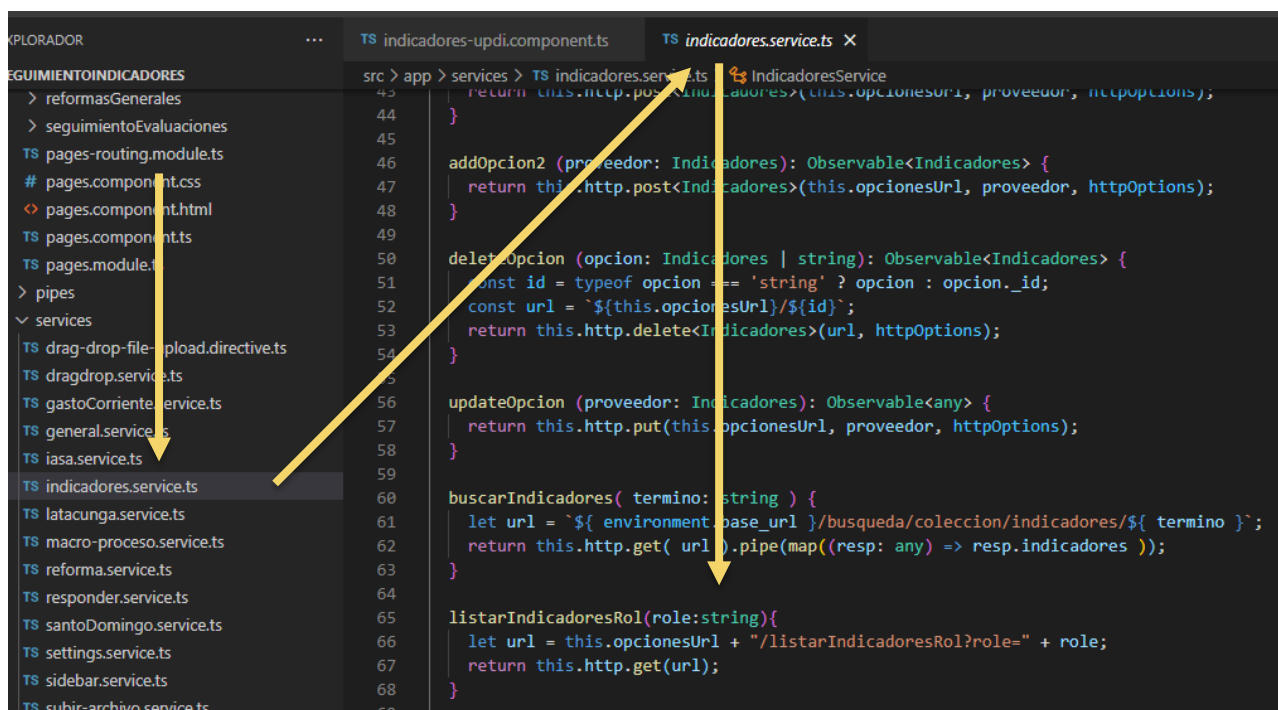 XPLORADOR ···
EGUIMIENTOINDICADORES
> reformasGenerales
> seguimientoEvaluaciones
TS pages-routing.module.ts
# pages.component.css
<> pages.component.html
TS pages.component.ts
TS pages.module.ts
> pipes
services
TS drag-drop-file-upload.directive.ts
TS dragdrop.service.ts
TS gastoCorriente.service.ts
TS general.service.ts
TS iasa.service.ts
TS indicadores.service.ts
TS latacunga.service.ts
TS macro-proceso.service.ts
TS reforma.service.ts
TS responder.service.ts
TS santoDomingo.service.ts
TS settings.service.ts
TS sidebar.service.ts
TS subir-archivo.service.ts
TS indicadores-updi.component.ts TS indicadores.service.ts ×
src > app > services > TS indicadores.service.ts > IndicadoresService
43 return this.http.post<Indicadores>(this.opcionesUrl, proveedor, httpOptions);
44 }
45
46 addOpcion2 (proveedor: Indicadores): Observable<Indicadores> {
47 return this.http.post<Indicadores>(this.opcionesUrl, proveedor, httpOptions);
48 }
49
50 deleteOpcion (opcion: Indicadores | string): Observable<Indicadores> {
51 const id = typeof opcion === 'string' ? opcion : opcion._id;
52 const url = `${this.opcionesUrl}/${id}`;
53 return this.http.delete<Indicadores>(url, httpOptions);
54 }
55
56 updateOpcion (proveedor: Indicadores): Observable<any> {
57 return this.http.put(this.opcionesUrl, proveedor, httpOptions);
58 }
59
60 buscarIndicadores( termino: string ) {
61 let url = `${ environment.base_url }/busqueda/coleccion/indicadores/${ termino }`;
62 return this.http.get( url ).pipe(map((resp: any) => resp.indicadores ));
63 }
64
65 listarIndicadoresRol(role:string){
66 let url = this.opcionesUrl + "/listarIndicadoresRol?role=" + role;
67 return this.http.get(url);
68 }